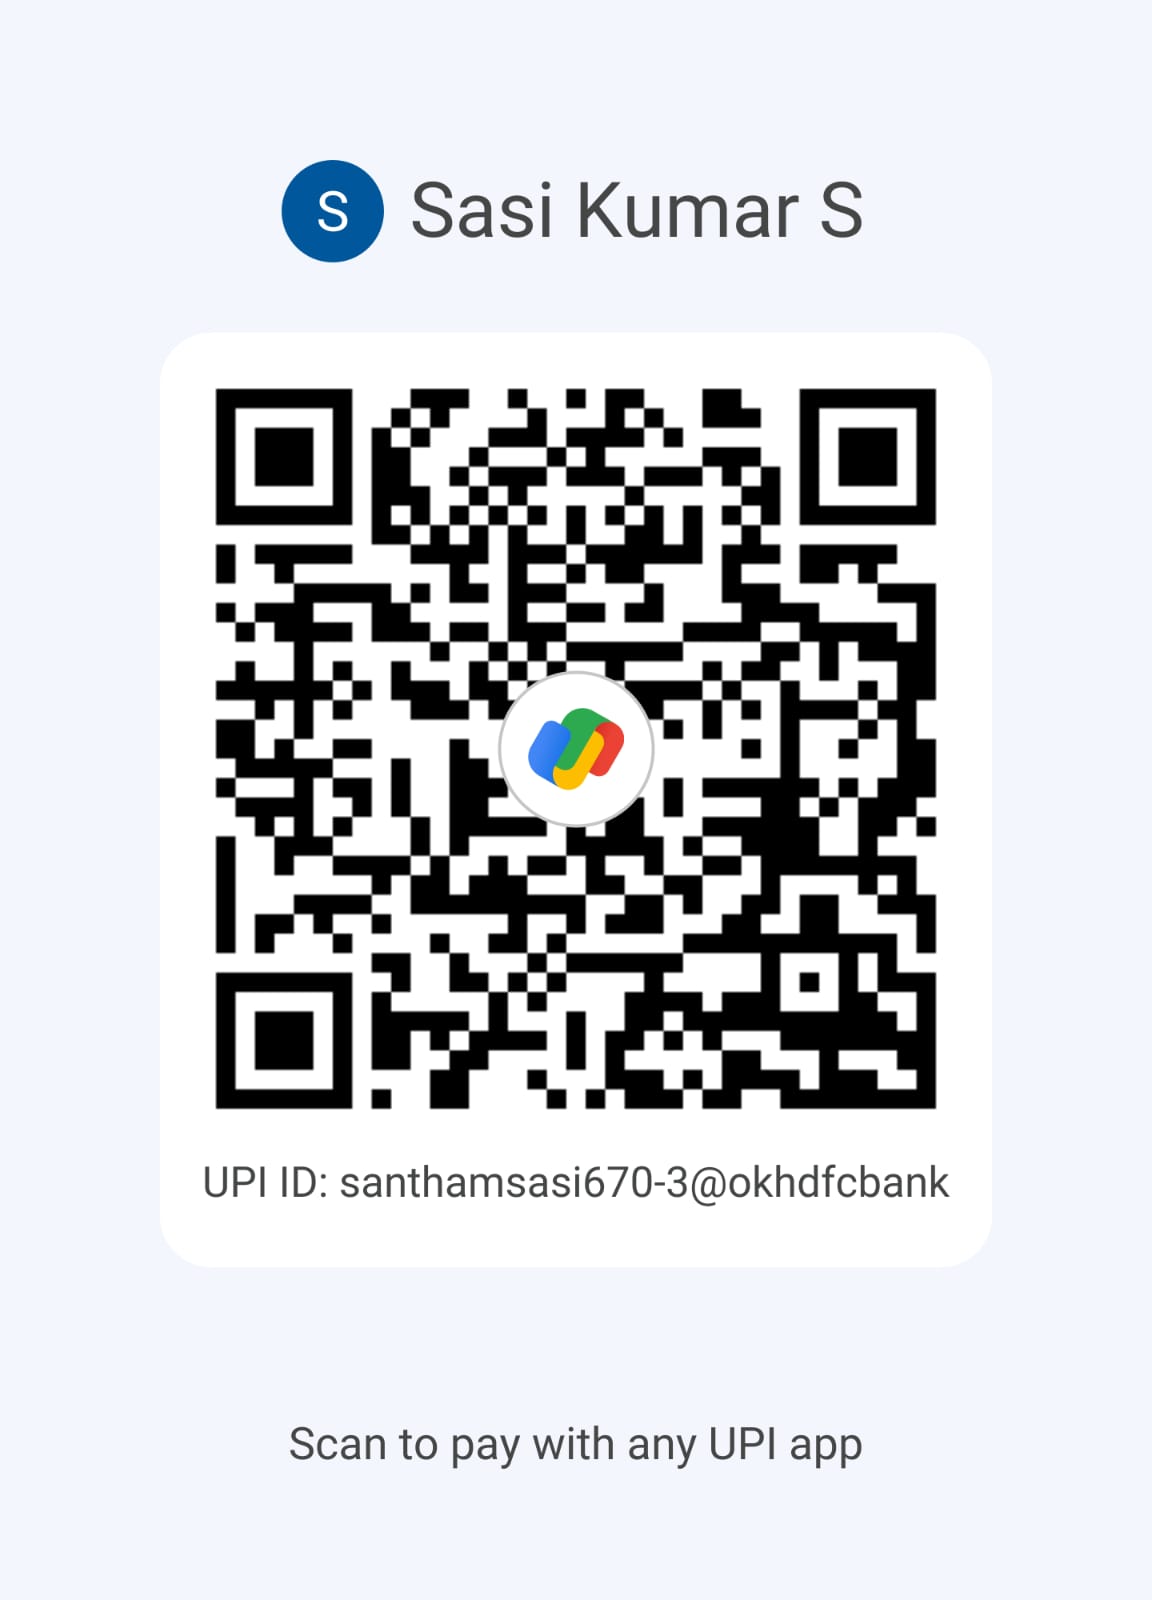 S Sasi Kumar S
UPI ID: santhamsasi670-3@okhdfcbank
Scan to pay with any UPI app